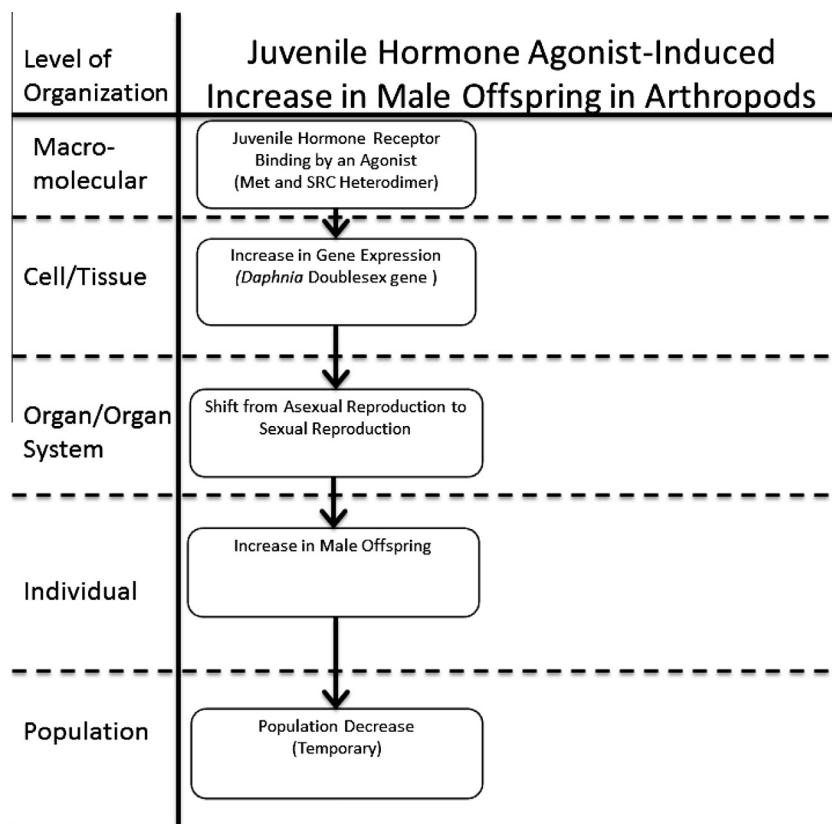 Level of
Organization
Juvenile Hormone Agonist-Induced
Increase in Male Offspring in Arthropods
Macro-
molecular
Juvenile Hormone Receptor
Binding by an Agonist
(Met and SRC Heterodimer)
Cell/Tissue
Increase in Gene Expression
(Daphnia Doublesex gene )
Organ/Organ
System
Shift from Asexual Reproduction to
Sexual Reproduction
Individual
Increase in Male Offspring
Population
Population Decrease
(Temporary)